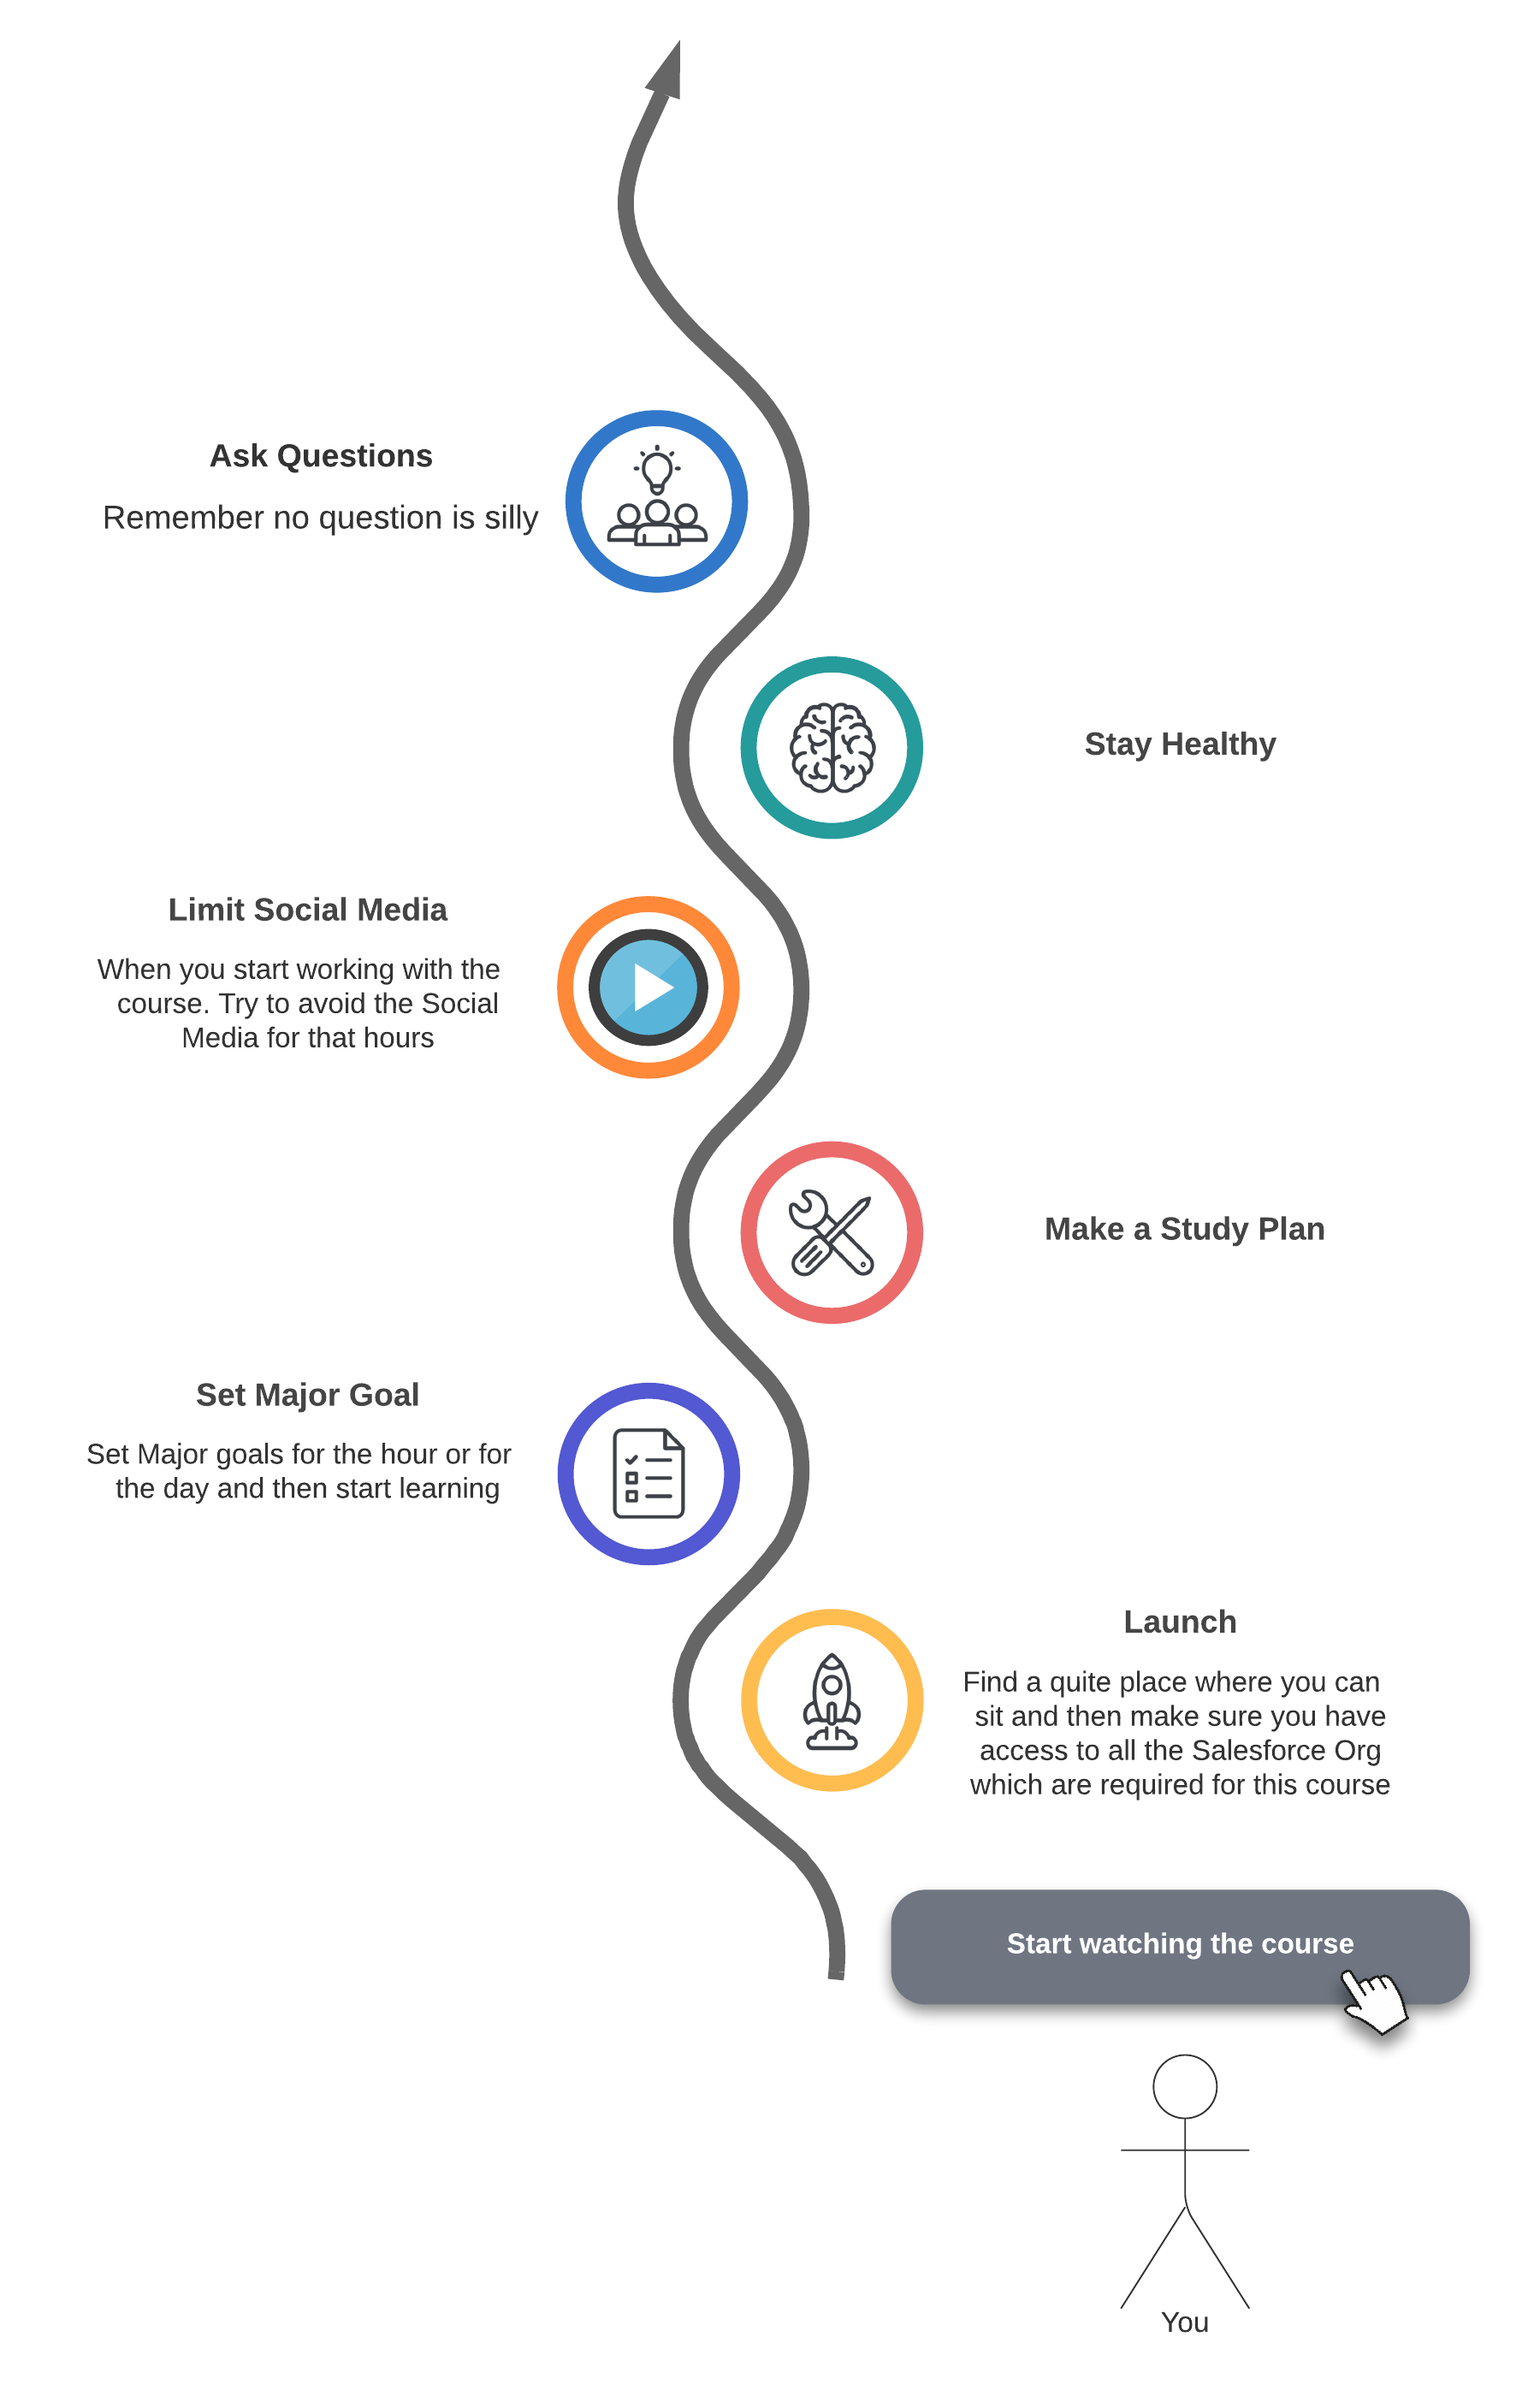 Ask Questions
Remember no question is silly
Stay Healthy
Limit Social Media
When you start working with the
course. Try to avoid the Social
Media for that hours
Make a Study Plan
Set Major Goal
Set Major goals for the hour or for
the day and then start learning
Launch
Find a quite place where you can
sit and then make sure you have
access to all the Salesforce Org
which are required for this course
Start watching the course
You